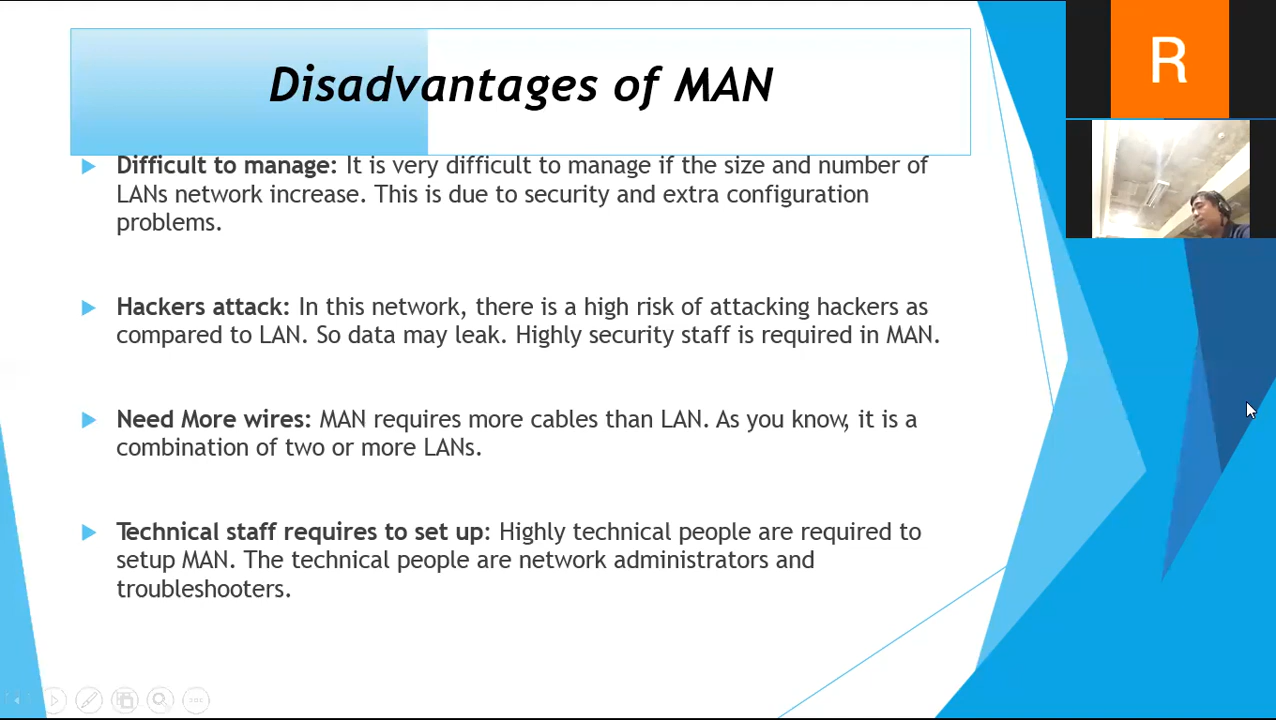 Disadvantages of MAN
R
Difficult to manage: It is very difficult to manage if the size and number of
LANs network increase. This is due to security and extra configuration
problems.
Hackers attack: In this network, there is a high risk of attacking hackers as
compared to LAN. So data may leak. Highly security staff is required in MAN.
Need More wires: MAN requires more cables than LAN. As you know, it is a
combination of two or more LANs.
Technical staff requires to set up: Highly technical people are required to
setup MAN. The technical people are network administrators and
troubleshooters.